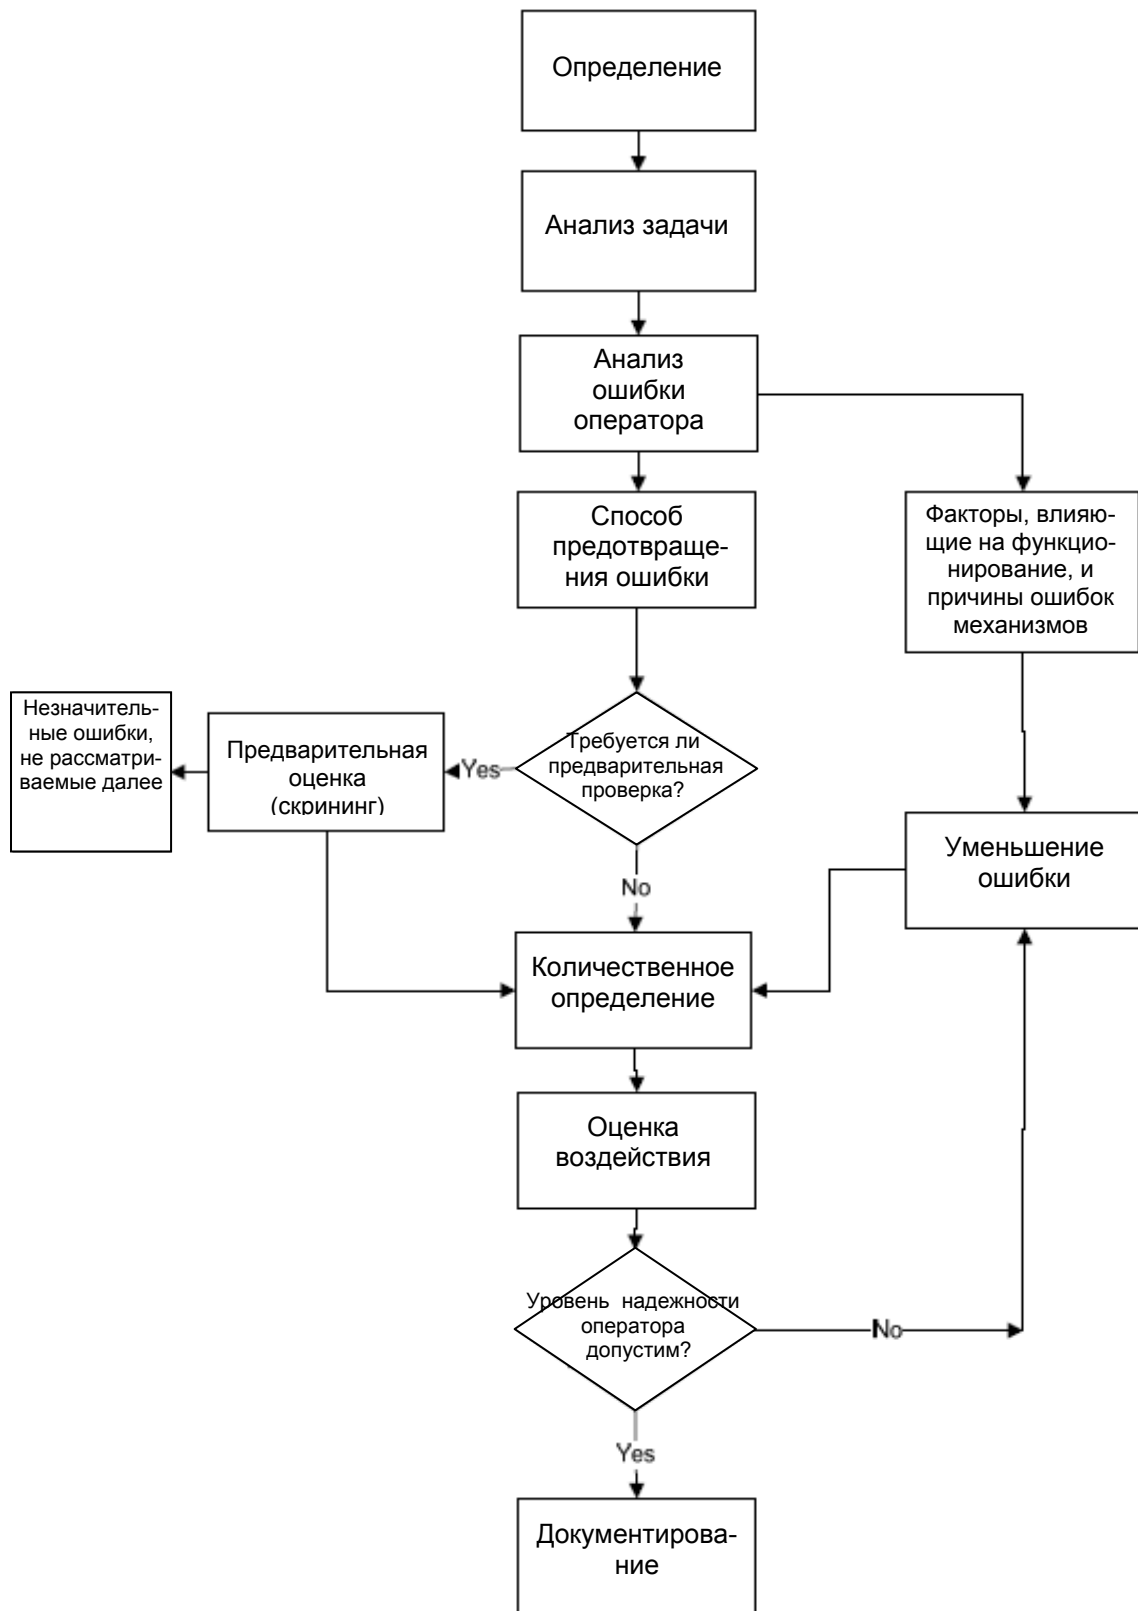 Определение
Анализ задачи
Анализ
ошибки
оператора
Способ
предотвраще-
ния ошибки
Факторы, влияю-
щие на функцио-
нирование, и
причины ошибок
механизмов
Незначитель-
ные ошибки,
не рассматри-
ваемые далее
Предварительная
оценка
(скрининг)
Yes
Требуется ли
предварительная
проверка?
No
Уменьшение
ошибки
Количественное
определение
Оценка
воздействия
Уровень надежности
оператора
допустим?
No
Yes
Документирова-
ние